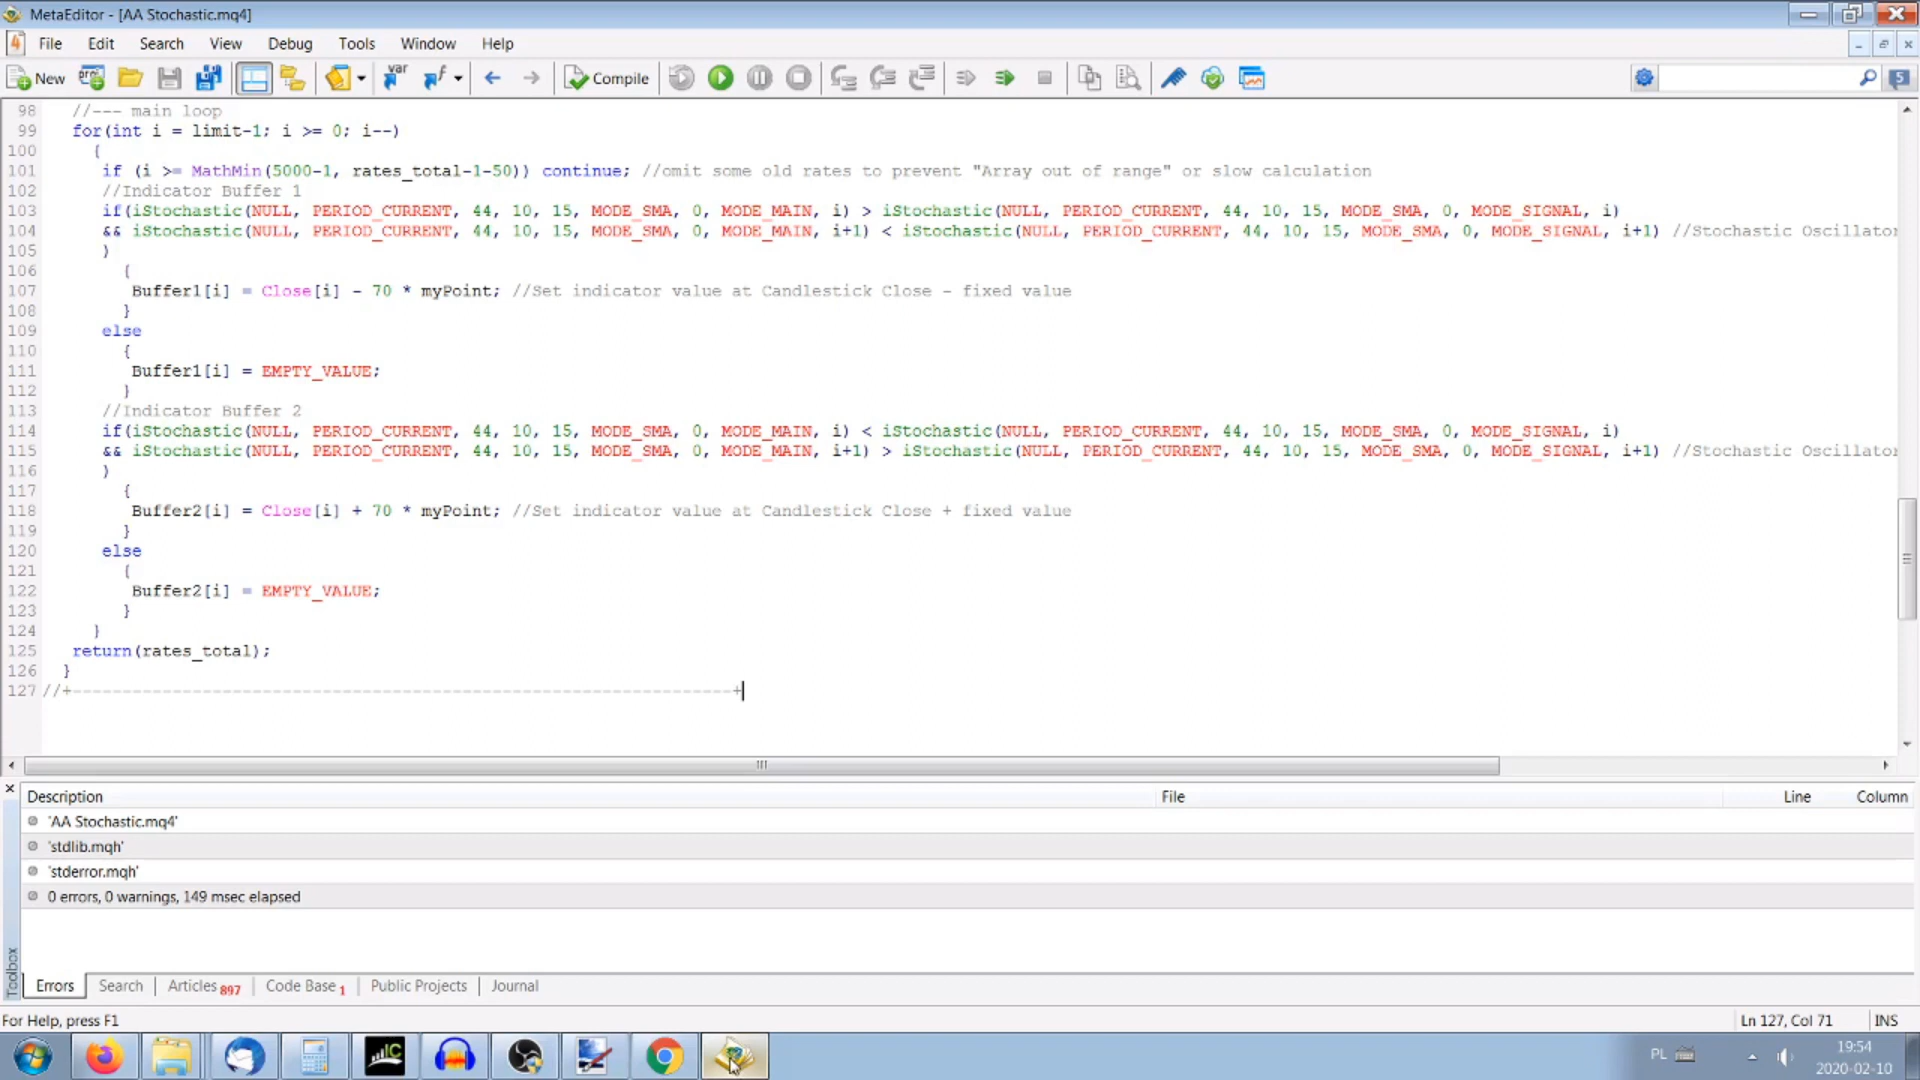 MetaEditor - [AA Stochastic.mq4]
File Edit Search View Debug Tools Window Help
New Compile 5
98 //--- main loop
99 for(int i = limit-1; i >= 0; i--)
100 {
101 if (i >= MathMin(5000-1, rates_total-1-50)) continue; //omit some old rates to prevent "Array out of range" or slow calculation
102 //Indicator Buffer 1
103 if(iStochastic(NULL, PERIOD_CURRENT, 44, 10, 15, MODE_SMA, 0, MODE_MAIN, i) > iStochastic(NULL, PERIOD_CURRENT, 44, 10, 15, MODE_SMA, 0, MODE_SIGNAL, i)
104 && iStochastic(NULL, PERIOD_CURRENT, 44, 10, 15, MODE_SMA, 0, MODE_MAIN, i+1) < iStochastic(NULL, PERIOD_CURRENT, 44, 10, 15, MODE_SMA, 0, MODE_SIGNAL, i+1) //Stochastic Oscillator
105 )
106 {
107 Buffer1[i] = Close[i] - 70 * myPoint; //Set indicator value at Candlestick Close - fixed value
108 }
109 else
110 {
111 Buffer1[i] = EMPTY_VALUE;
112 }
113 //Indicator Buffer 2
114 if(iStochastic(NULL, PERIOD_CURRENT, 44, 10, 15, MODE_SMA, 0, MODE_MAIN, i) < iStochastic(NULL, PERIOD_CURRENT, 44, 10, 15, MODE_SMA, 0, MODE_SIGNAL, i)
115 && iStochastic(NULL, PERIOD_CURRENT, 44, 10, 15, MODE_SMA, 0, MODE_MAIN, i+1) > iStochastic(NULL, PERIOD_CURRENT, 44, 10, 15, MODE_SMA, 0, MODE_SIGNAL, i+1) //Stochastic Oscillator
116 )
117 {
118 Buffer2[i] = Close[i] + 70 * myPoint; //Set indicator value at Candlestick Close + fixed value
119 }
120 else
121 {
122 Buffer2[i] = EMPTY_VALUE;
123 }
124 }
125 return(rates_total);
126 }
127 //+------------------------------------------------------------------+
Description File Line Column
'AA Stochastic.mq4'
'stdlib.mqh'
'stderror.mqh'
0 errors, 0 warnings, 149 msec elapsed
Toolbox
Errors Search Articles 897 Code Base 1 Public Projects Journal
For Help, press F1 Ln 127, Col 71 INS
PL 19:54
2020-02-10